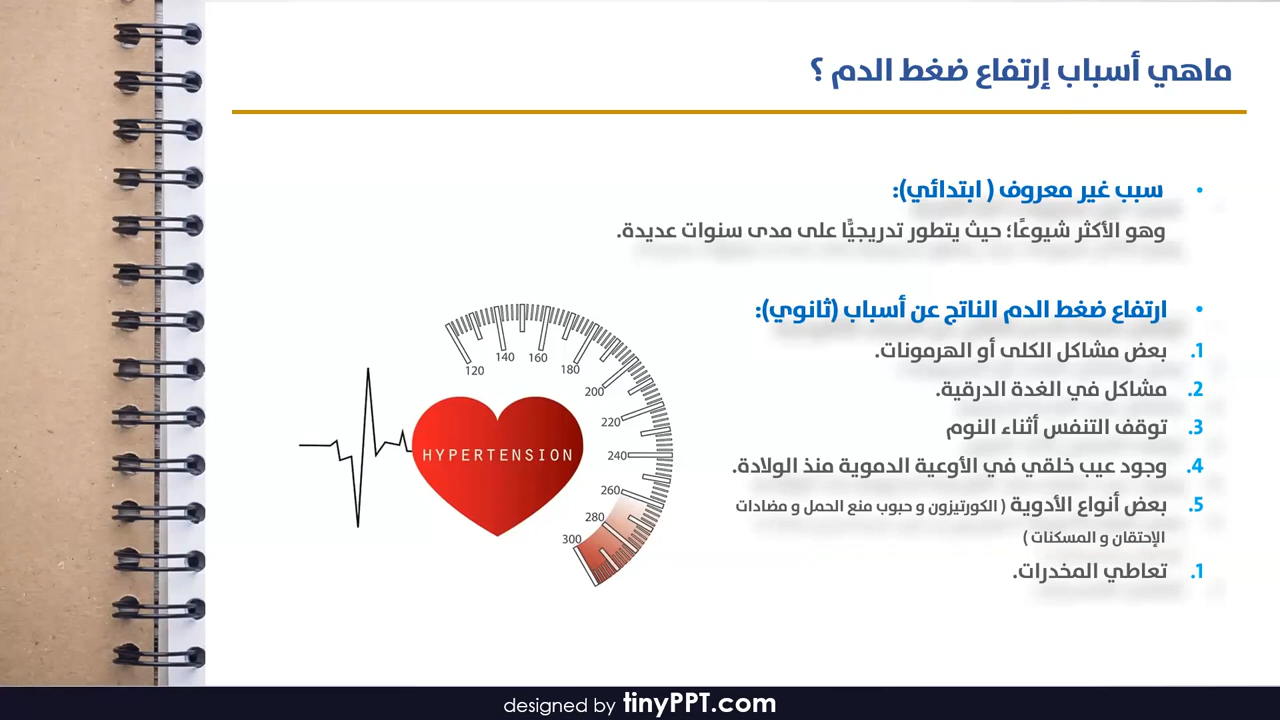 ماهي أسباب إرتفاع ضغط الدم ؟
• سبب غير معروف ( ابتدائي):
وهو الأكثر شيوعًا؛ حيث يتطور تدريجيًّا على مدى سنوات عديدة.
• ارتفاع ضغط الدم الناتج عن أسباب (ثانوي):
1. بعض مشاكل الكلى أو الهرمونات.
2. مشاكل في الغدة الدرقية.
3. توقف التنفس أثناء النوم
4. وجود عيب خلقي في الأوعية الدموية منذ الولادة.
5. بعض أنواع الأدوية ( الكورتيزون و حبوب منع الحمل و مضادات
الإحتقان و المسكنات )
1. تعاطي المخدرات.
120
140
160
180
200
220
240
260
280
300
HYPERTENSION
designed by tinyPPT.com